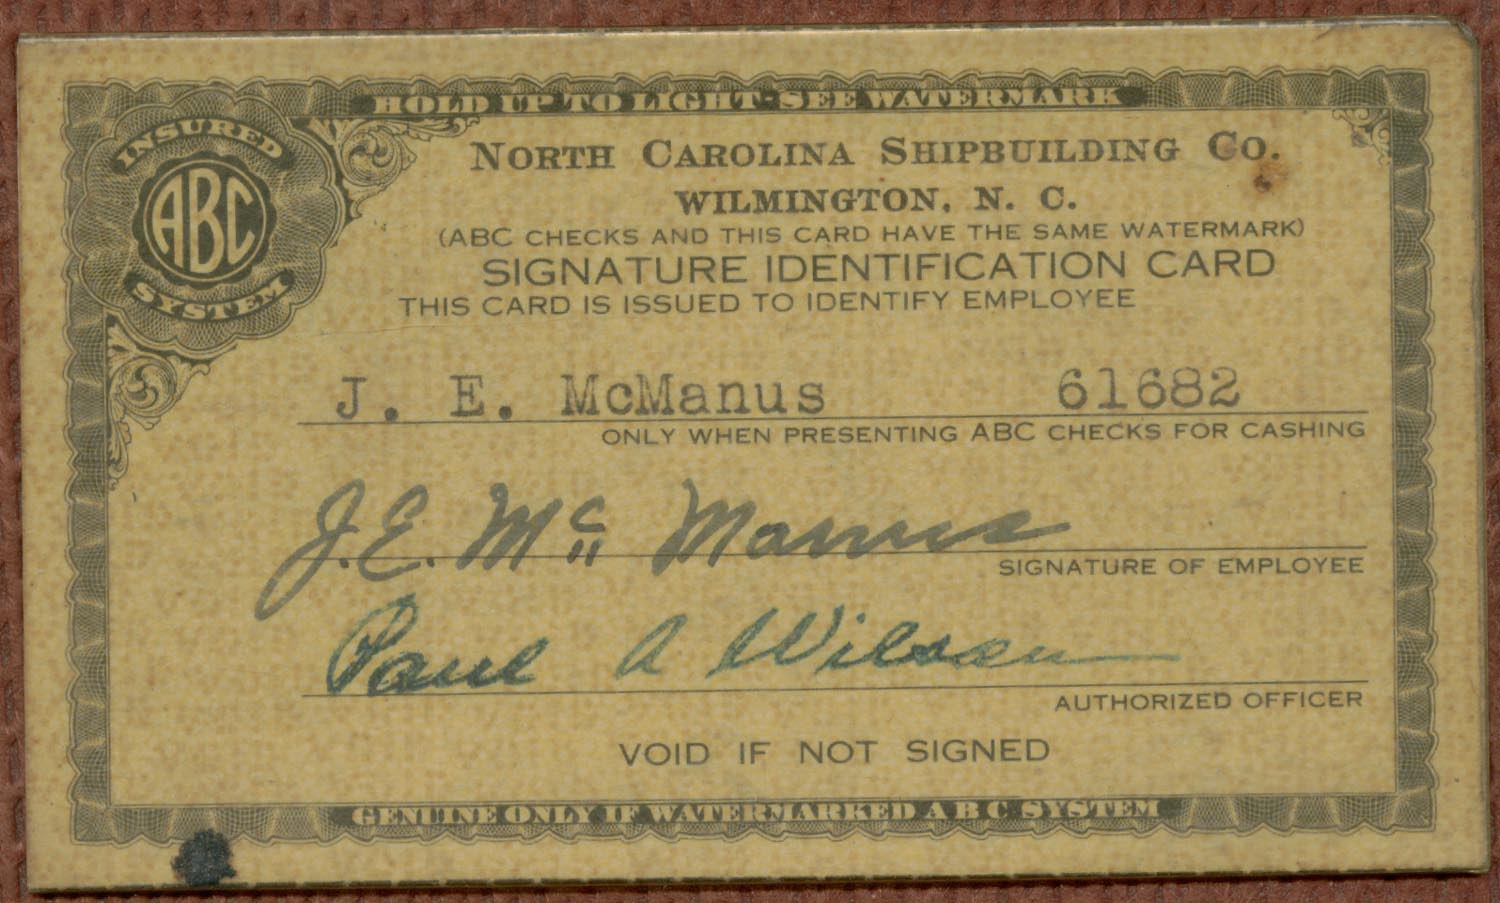 HOLD UP TO LIGHT-SEE WATERMARK
INSURED
ABC
SYSTEM
NORTH CAROLINA SHIPBUILDING CO.
WILMINGTON, N. C.
(ABC CHECKS AND THIS CARD HAVE THE SAME WATERMARK)
SIGNATURE IDENTIFICATION CARD
THIS CARD IS ISSUED TO IDENTIFY EMPLOYEE
J. E. McManus 61682
ONLY WHEN PRESENTING ABC CHECKS FOR CASHING
J. E. Mc Manus
SIGNATURE OF EMPLOYEE
Paul A Wilson
AUTHORIZED OFFICER
VOID IF NOT SIGNED
GENUINE ONLY IF WATERMARKED A B C SYSTEM